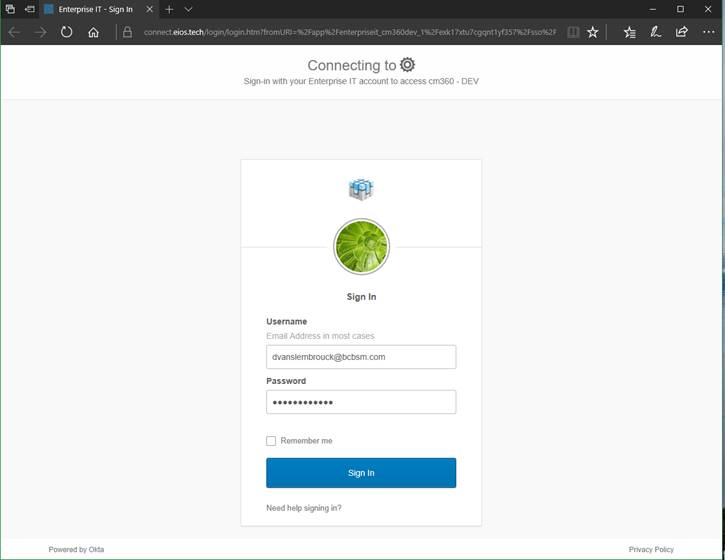 Enterprise IT - Sign In
connect.eios.tech/login/login.htm?fromURI=%2Fapp%2Fenterpriseit_cm360dev_1%2Fexk17xtu7cgqnt1yf357%2Fsso%2F
Connecting to
Sign-in with your Enterprise IT account to access cm360 - DEV
Sign In
Username
Email Address in most cases
dvanslembrouck@bcbsm.com
Password
Remember me
Sign In
Need help signing in?
Powered by Okta
Privacy Policy